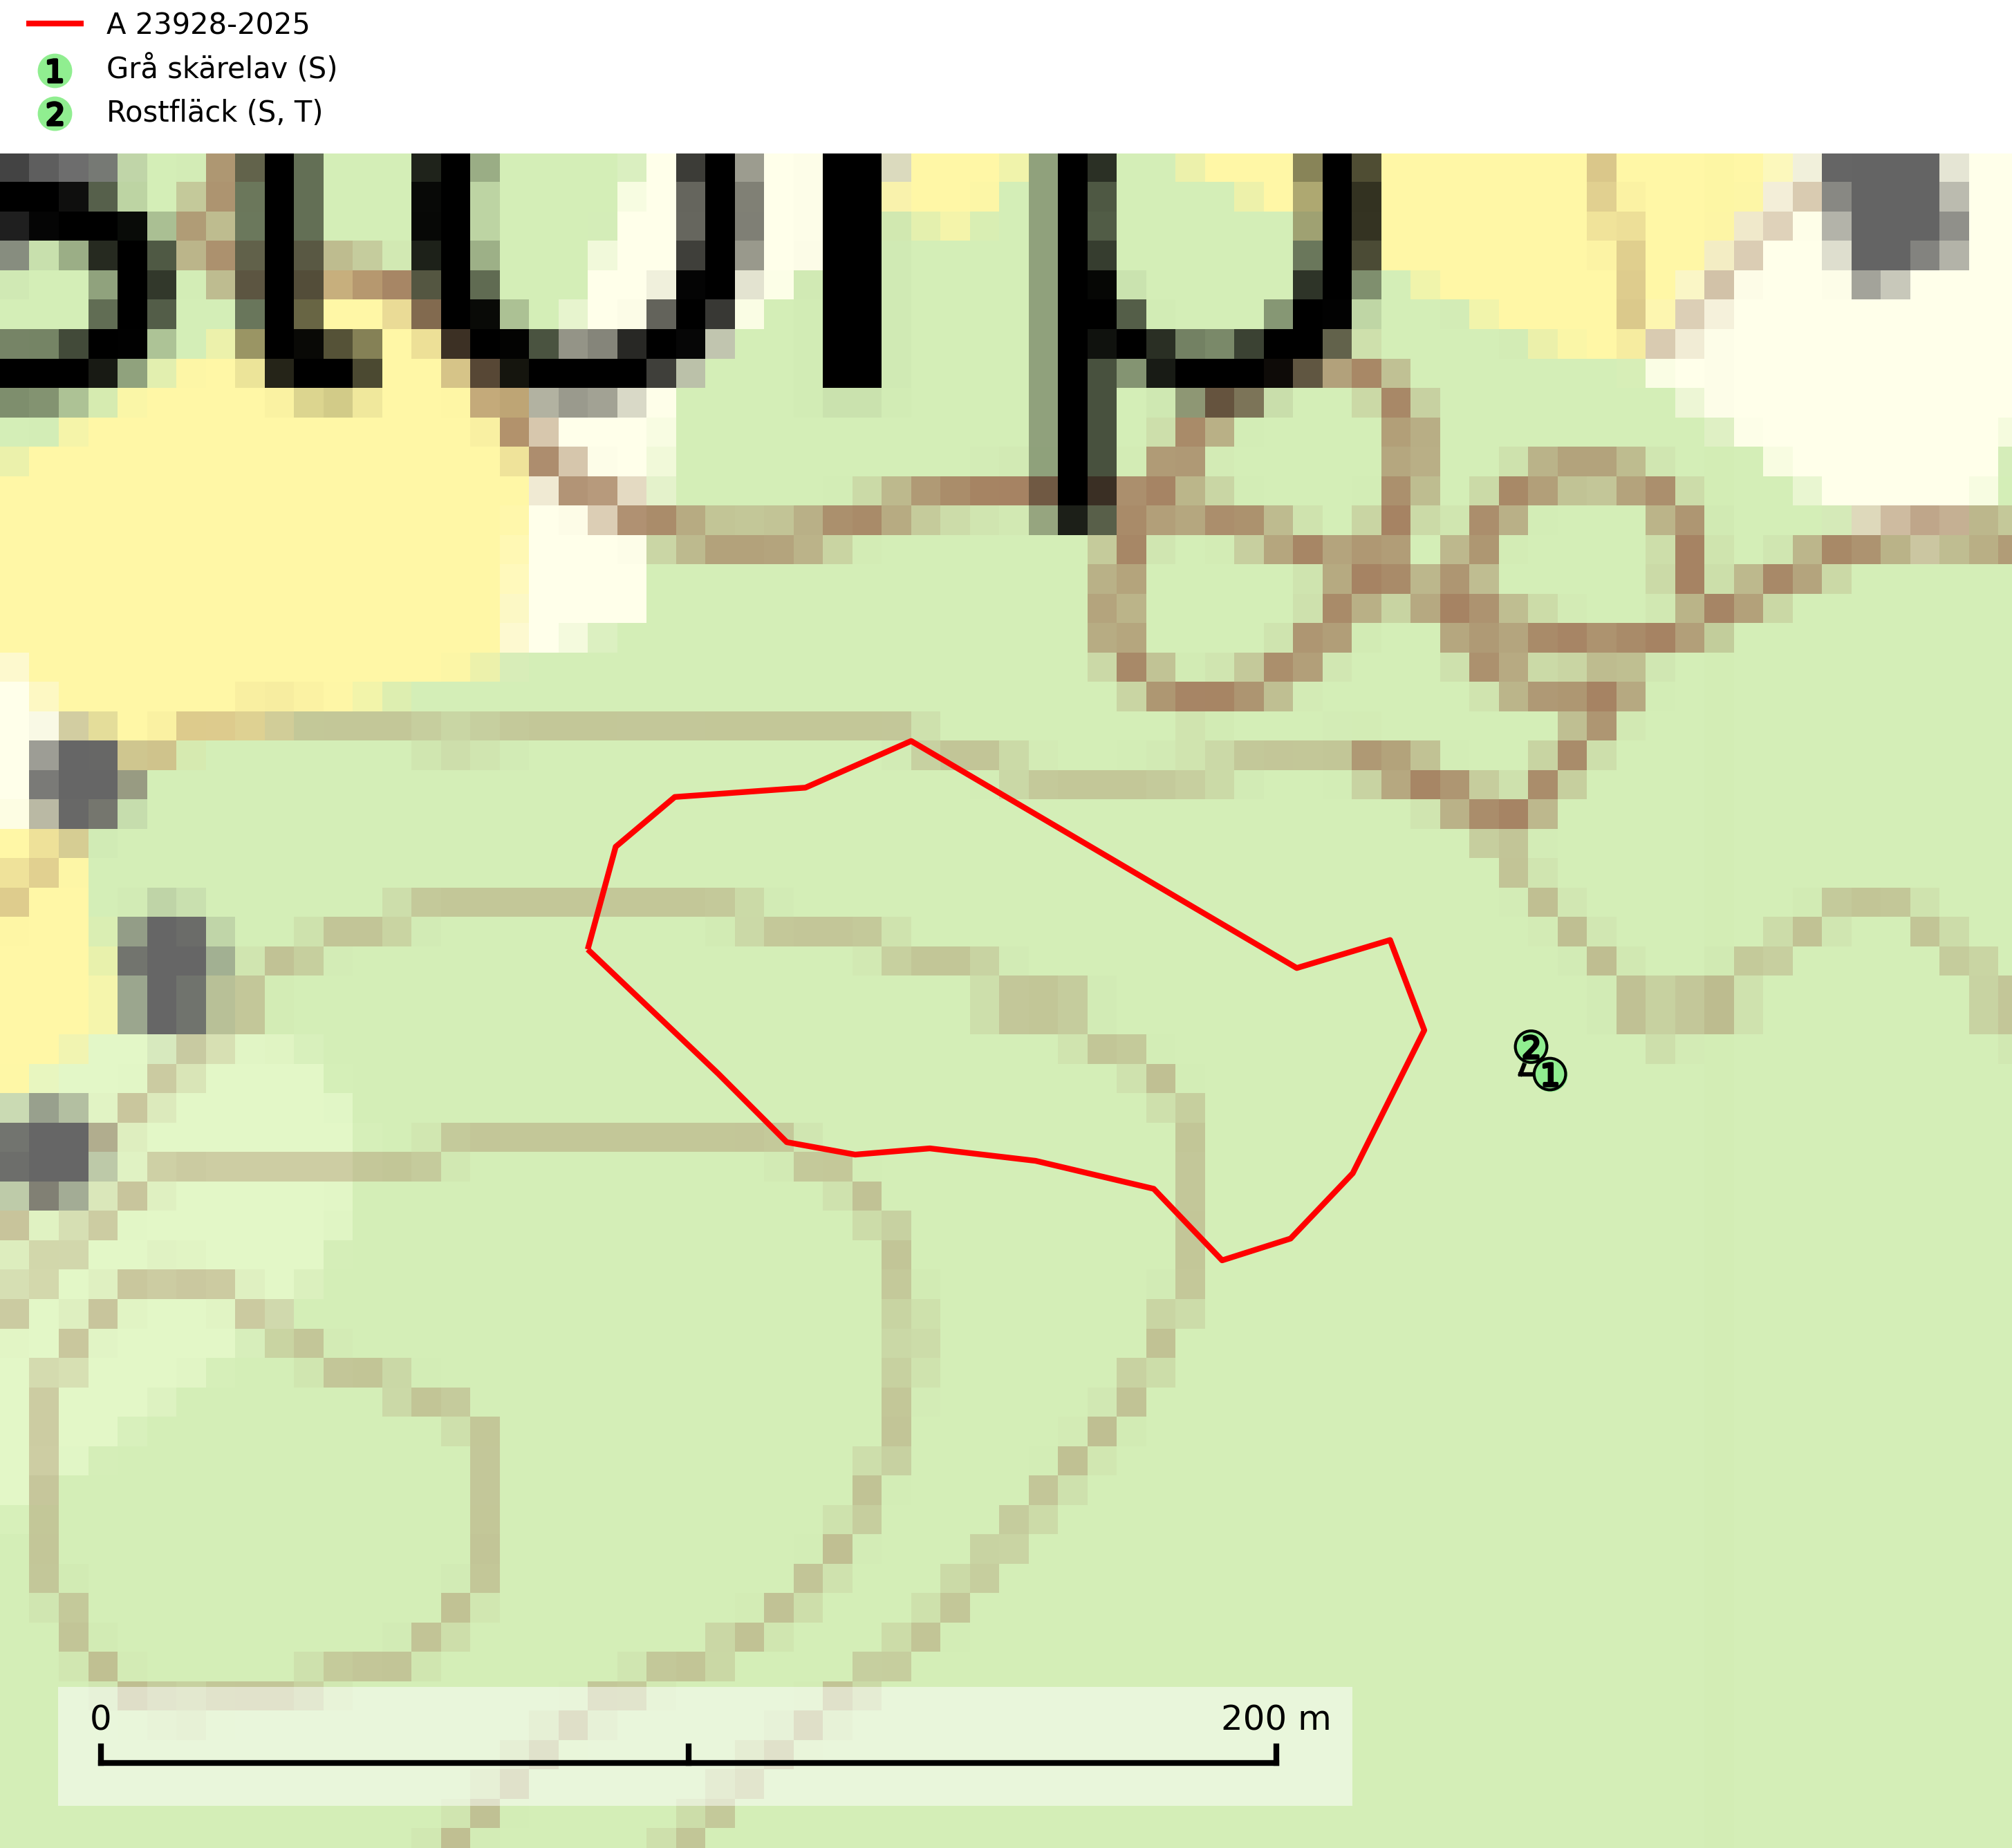 A 23928-2025
1 Grå skärelav (S)
2 Rostfläck (S, T)
2
1
0 200 m